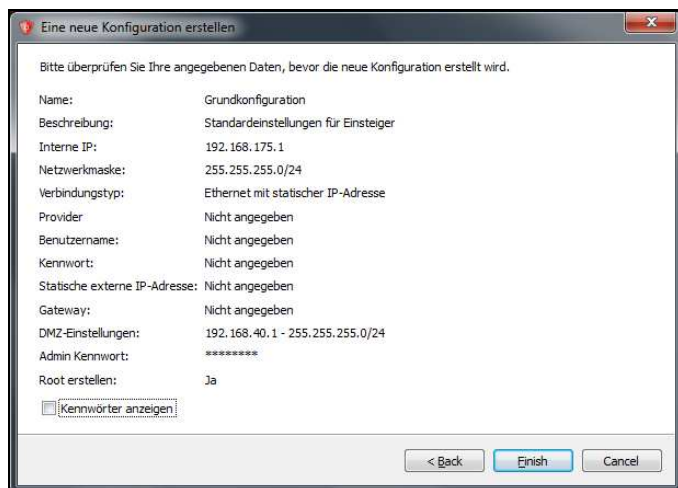 Eine neue Konfiguration erstellen
Bitte überprüfen Sie Ihre angegebenen Daten, bevor die neue Konfiguration erstellt wird.
Name: Grundkonfiguration
Beschreibung: Standardeinstellungen für Einsteiger
Interne IP: 192.168.175.1
Netzwerkmaske: 255.255.255.0/24
Verbindungstyp: Ethernet mit statischer IP-Adresse
Provider Nicht angegeben
Benutzername: Nicht angegeben
Kennwort: Nicht angegeben
Statische externe IP-Adresse: Nicht angegeben
Gateway: Nicht angegeben
DMZ-Einstellungen: 192.168.40.1 - 255.255.255.0/24
Admin Kennwort: ********
Root erstellen: Ja
Kennwörter anzeigen
< Back Finish Cancel